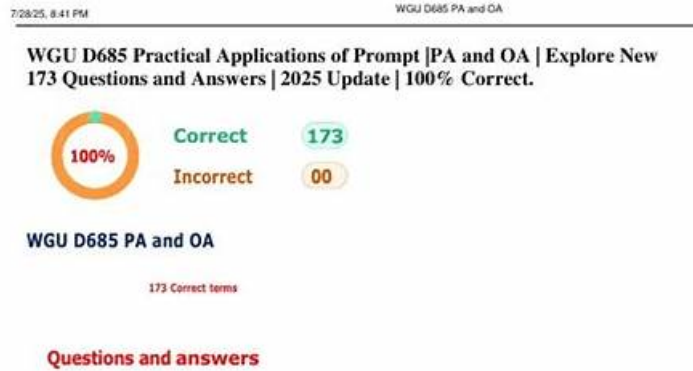 7/28/25, 8:41 PM
WGU D685 PA and OA
WGU D685 Practical Applications of Prompt |PA and OA | Explore New
173 Questions and Answers | 2025 Update | 100% Correct.
100%
Correct 173
Incorrect 00
WGU D685 PA and OA
173 Correct terms
Questions and answers